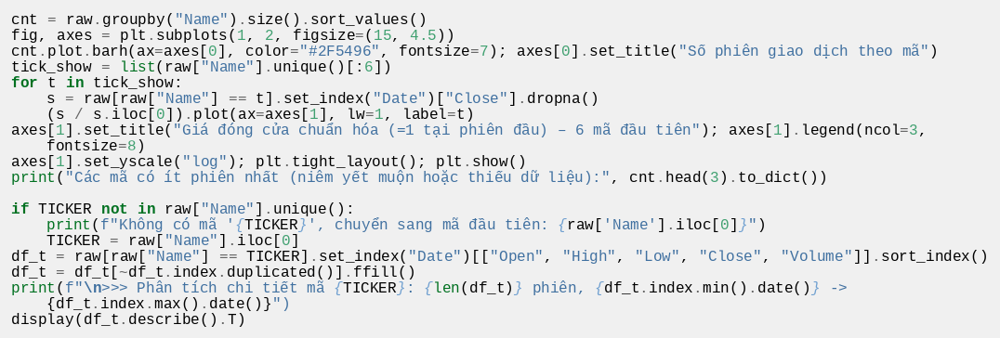 cnt = raw.groupby("Name").size().sort_values()
fig, axes = plt.subplots(1, 2, figsize=(15, 4.5))
cnt.plot.barh(ax=axes[0], color="#2F5496", fontsize=7); axes[0].set_title("Số phiên giao dịch theo mã")
tick_show = list(raw["Name"].unique()[:6])
for t in tick_show:
    s = raw[raw["Name"] == t].set_index("Date")["Close"].dropna()
    (s / s.iloc[0]).plot(ax=axes[1], lw=1, label=t)
axes[1].set_title("Giá đóng cửa chuẩn hóa (=1 tại phiên đầu) – 6 mã đầu tiên"); axes[1].legend(ncol=3,
    fontsize=8)
axes[1].set_yscale("log"); plt.tight_layout(); plt.show()
print("Các mã có ít phiên nhất (niêm yết muộn hoặc thiếu dữ liệu):", cnt.head(3).to_dict())

if TICKER not in raw["Name"].unique():
    print(f"Không có mã '{TICKER}', chuyển sang mã đầu tiên: {raw['Name'].iloc[0]}")
    TICKER = raw["Name"].iloc[0]
df_t = raw[raw["Name"] == TICKER].set_index("Date")[["Open", "High", "Low", "Close", "Volume"]].sort_index()
df_t = df_t[~df_t.index.duplicated()].ffill()
print(f"\n>>> Phân tích chi tiết mã {TICKER}: {len(df_t)} phiên, {df_t.index.min().date()} ->
    {df_t.index.max().date()}")
display(df_t.describe().T)